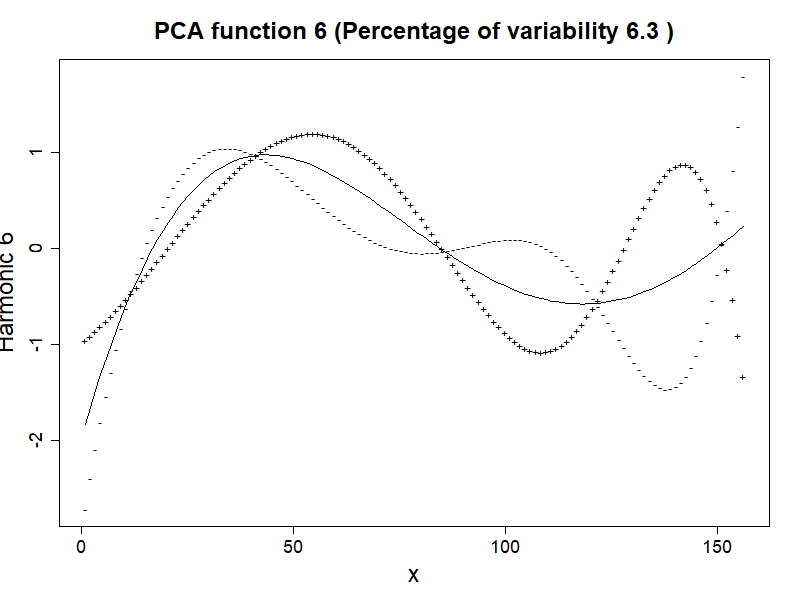 PCA function 6 (Percentage of variability 6.3 )
Harmonic 6
1
0
-1
-2
0 50 100 150
x